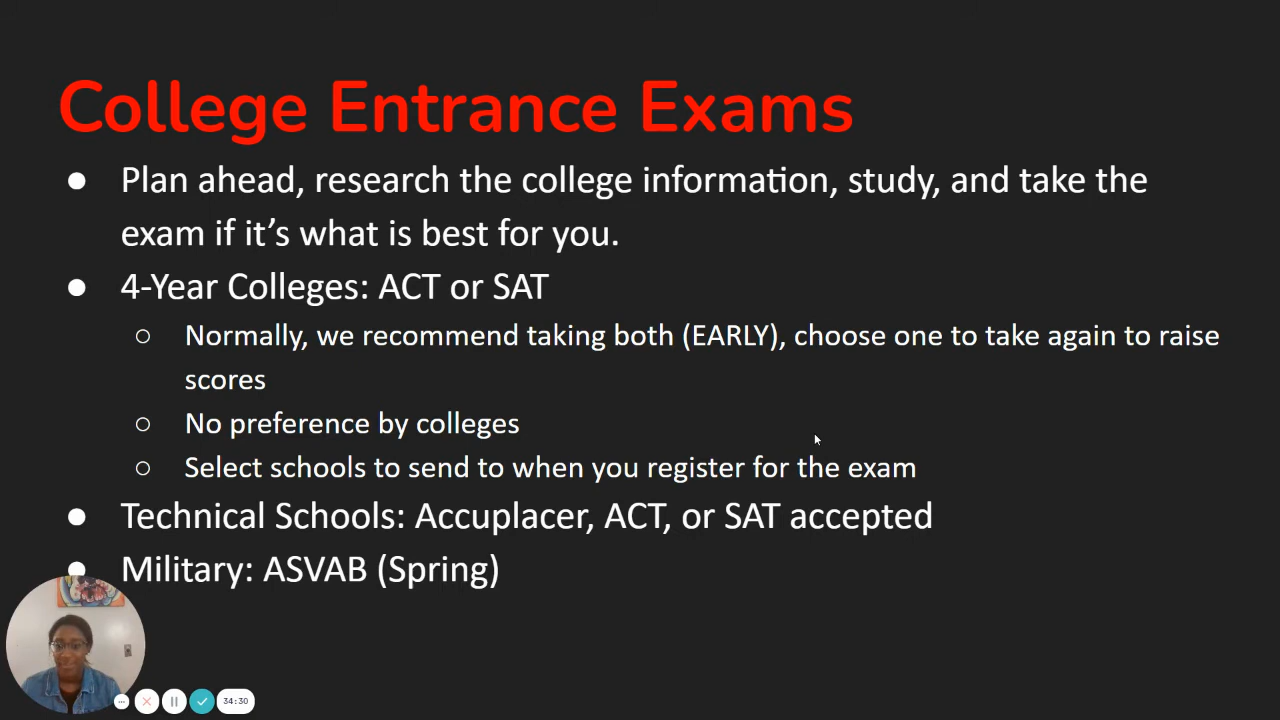 College Entrance Exams
● Plan ahead, research the college information, study, and take the
exam if it's what is best for you.
● 4-Year Colleges: ACT or SAT
○ Normally, we recommend taking both (EARLY), choose one to take again to raise
scores
○ No preference by colleges
○ Select schools to send to when you register for the exam
● Technical Schools: Accuplacer, ACT, or SAT accepted
● Military: ASVAB (Spring)
34:30